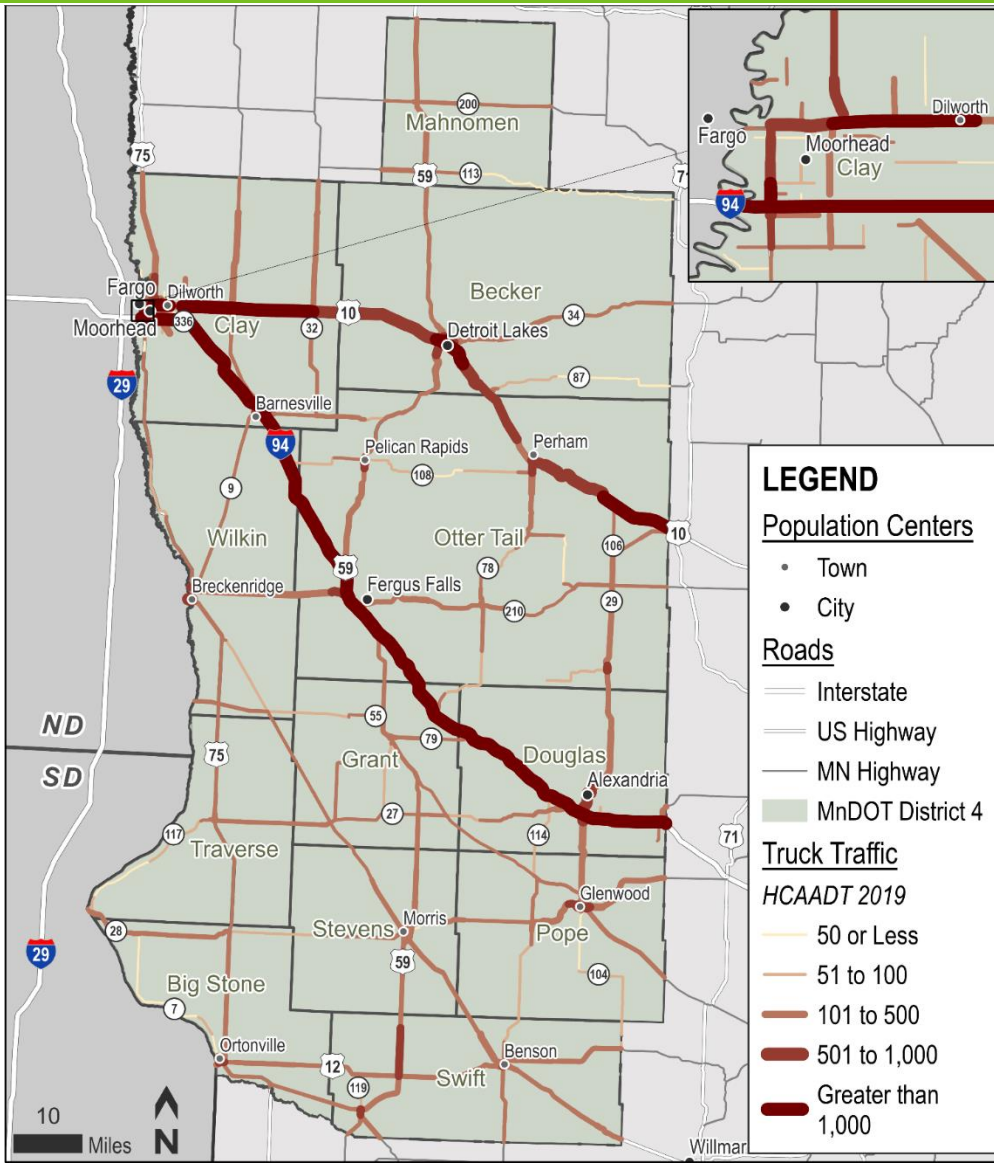 200
Mahnomen
75
59
113
71
Fargo
Dilworth
Moorhead
Clay
94
Fargo
Dilworth
Moorhead
336
Clay
32
10
Becker
34
Detroit Lakes
87
29
Barnesville
94
Pelican Rapids
108
Perham
9
Wilkin
Otter Tail
106
10
59
78
Breckenridge
Fergus Falls
210
29
ND
SD
55
79
75
Grant
Douglas
Alexandria
27
114
71
117
Traverse
Glenwood
28
Stevens
Morris
Pope
29
59
104
Big Stone
7
Ortonville
12
Benson
Swift
119
10
Miles
N
Willmar
LEGEND
Population Centers
Town
City
Roads
Interstate
US Highway
MN Highway
MnDOT District 4
Truck Traffic
HCAADT 2019
50 or Less
51 to 100
101 to 500
501 to 1,000
Greater than
1,000